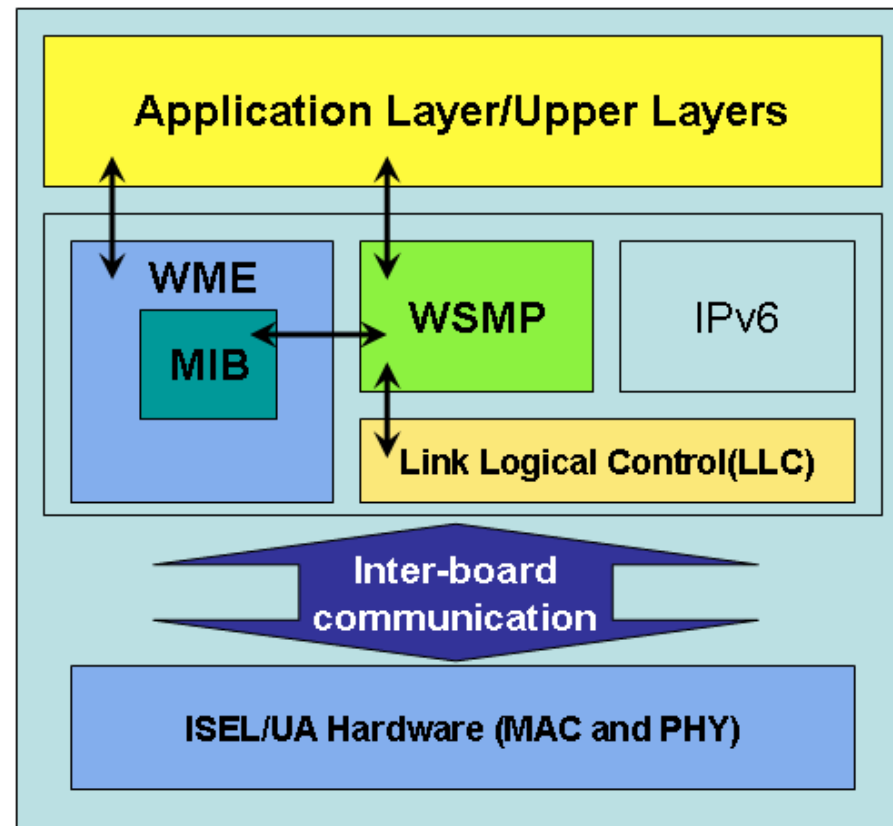 Application Layer/Upper Layers
WME
MIB
WSMP
IPv6
Link Logical Control(LLC)
Inter-board
communication
ISEL/UA Hardware (MAC and PHY)